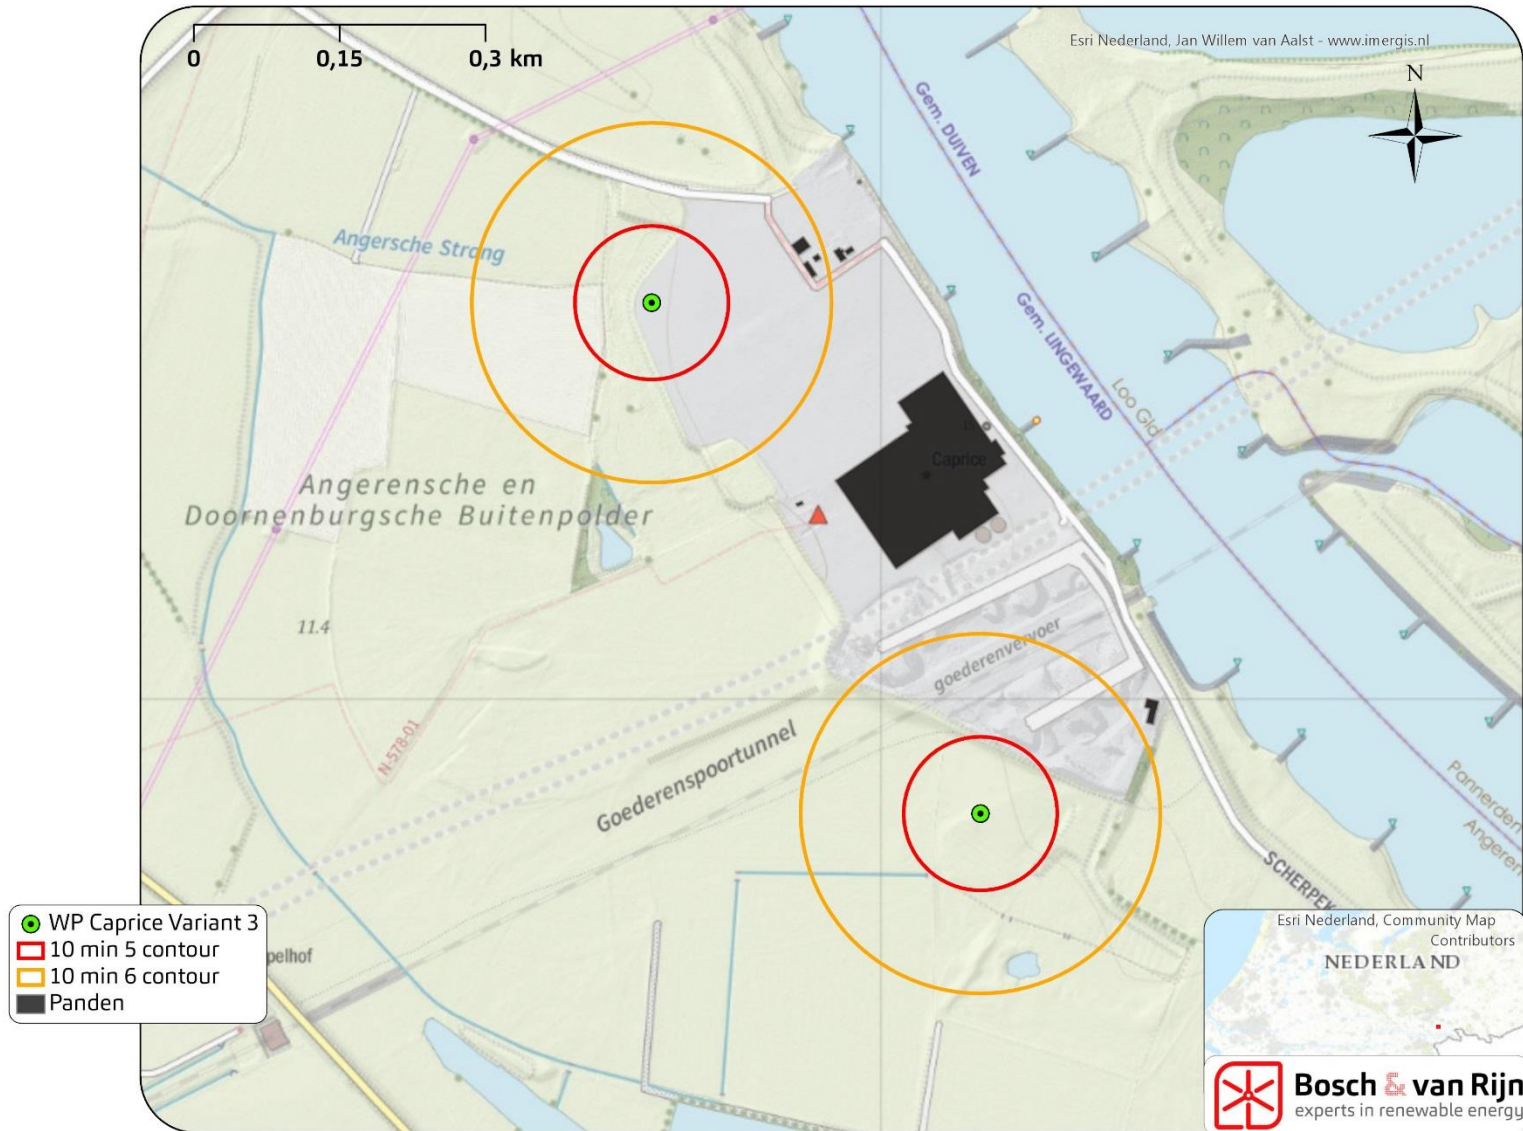 0 0,15 0,3 km
Esri Nederland, Jan Willem van Aalst - www.imergis.nl
N
Gem. DUIVEN
Gem. LINGEWAARD
Loo Gld
Angersche Strang
Caprice
Angerensche en
Doornenburgsche Buitenpolder
11.4
N-578-01
goederenvervoer
Goederenspoortunnel
Pannerden
Angeren
SCHERPEK
pelhof
WP Caprice Variant 3
10 min 5 contour
10 min 6 contour
Panden
Esri Nederland, Community Map
Contributors
NEDERLAND
Bosch & van Rijn
experts in renewable energy